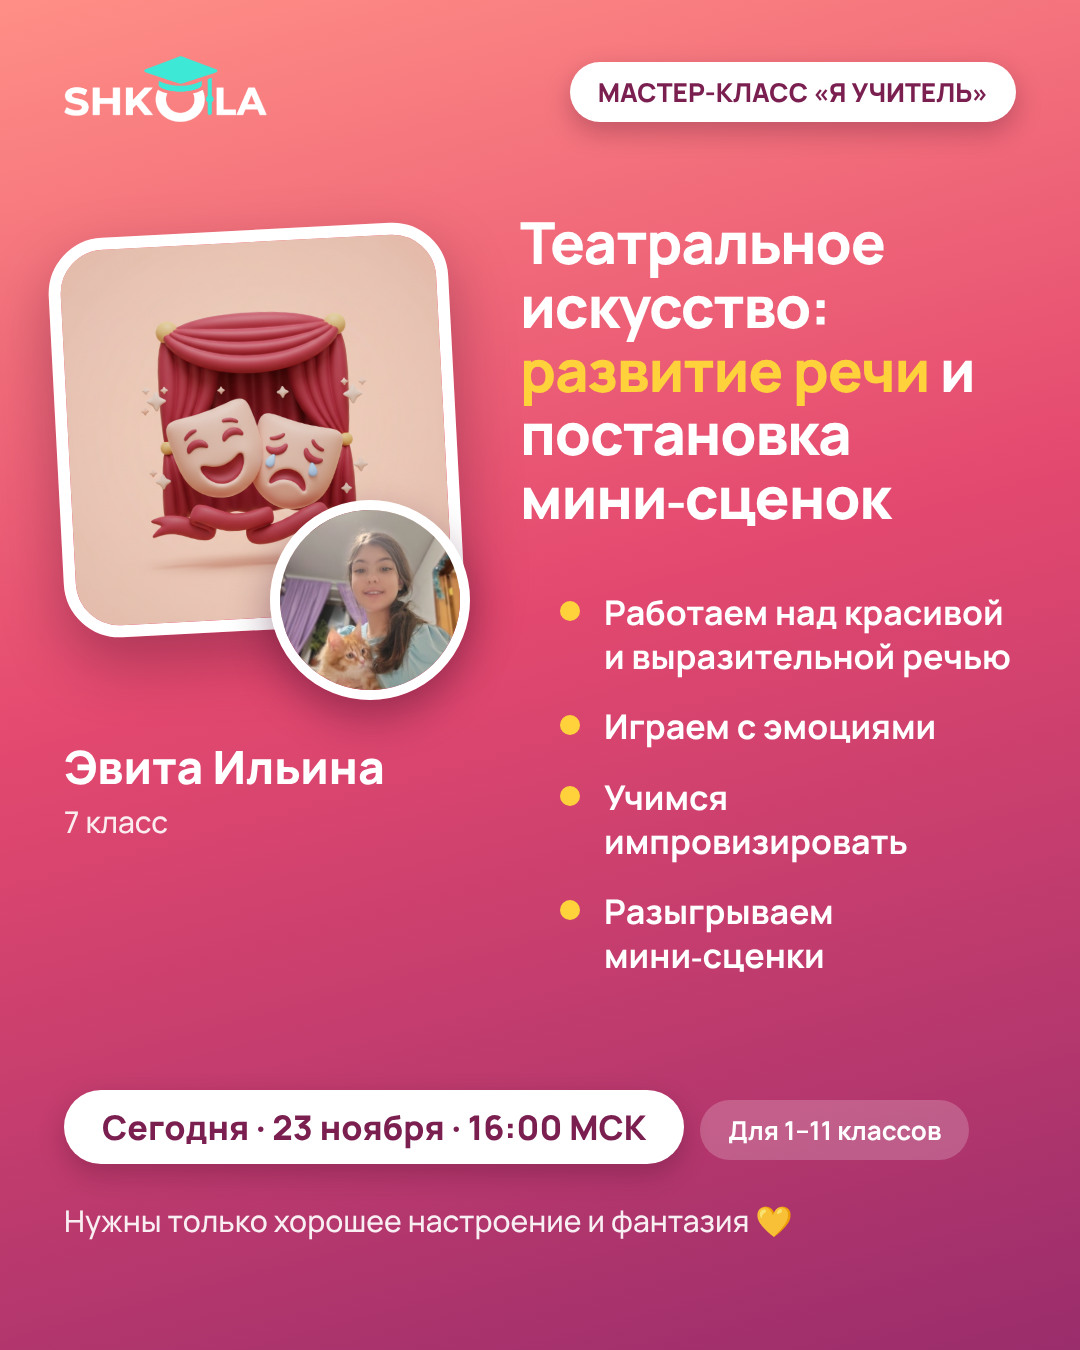 SHKOLA
МАСТЕР-КЛАСС «Я УЧИТЕЛЬ»
Театральное
искусство:
развитие речи и
постановка
мини-сценок
Работаем над красивой
и выразительной речью
Играем с эмоциями
Учимся
импровизировать
Разыгрываем
мини-сценки
Эвита Ильина
7 класс
Сегодня · 23 ноября · 16:00 МСК
Для 1–11 классов
Нужны только хорошее настроение и фантазия 💛